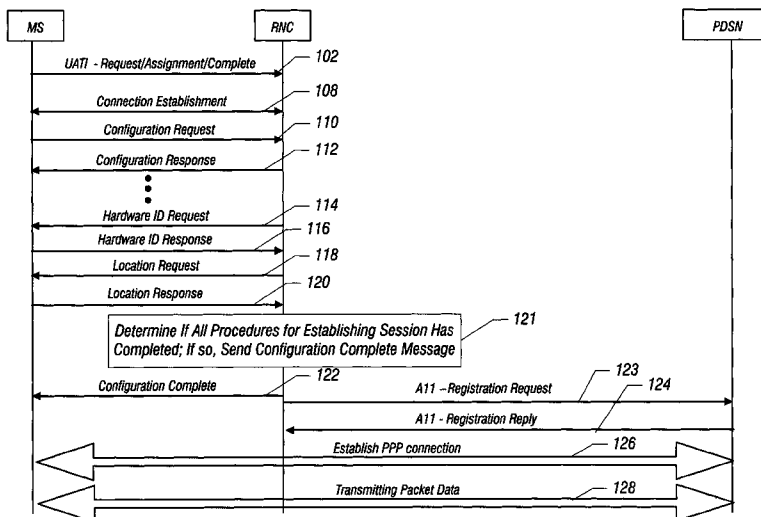 MS
RNC
PDSN
UATI - Request/Assignment/Complete
102
Connection Establishment
108
Configuration Request
110
Configuration Response
112
Hardware ID Request
114
Hardware ID Response
116
Location Request
118
Location Response
120
Determine If All Procedures for Establishing Session Has
Completed; If so, Send Configuration Complete Message
121
Configuration Complete
122
A11 - Registration Request
123
A11 - Registration Reply
124
Establish PPP connection
126
Transmitting Packet Data
128